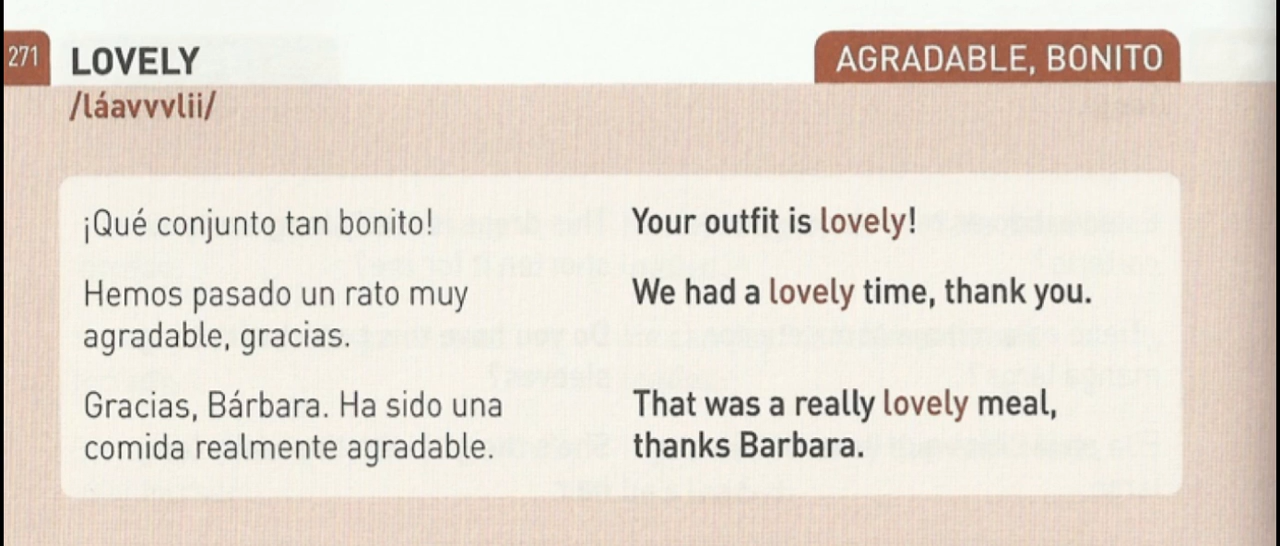 271
LOVELY
AGRADABLE, BONITO
/láavvvlii/
¡Qué conjunto tan bonito!
Your outfit is lovely!
Hemos pasado un rato muy
agradable, gracias.
We had a lovely time, thank you.
Gracias, Bárbara. Ha sido una
comida realmente agradable.
That was a really lovely meal,
thanks Barbara.